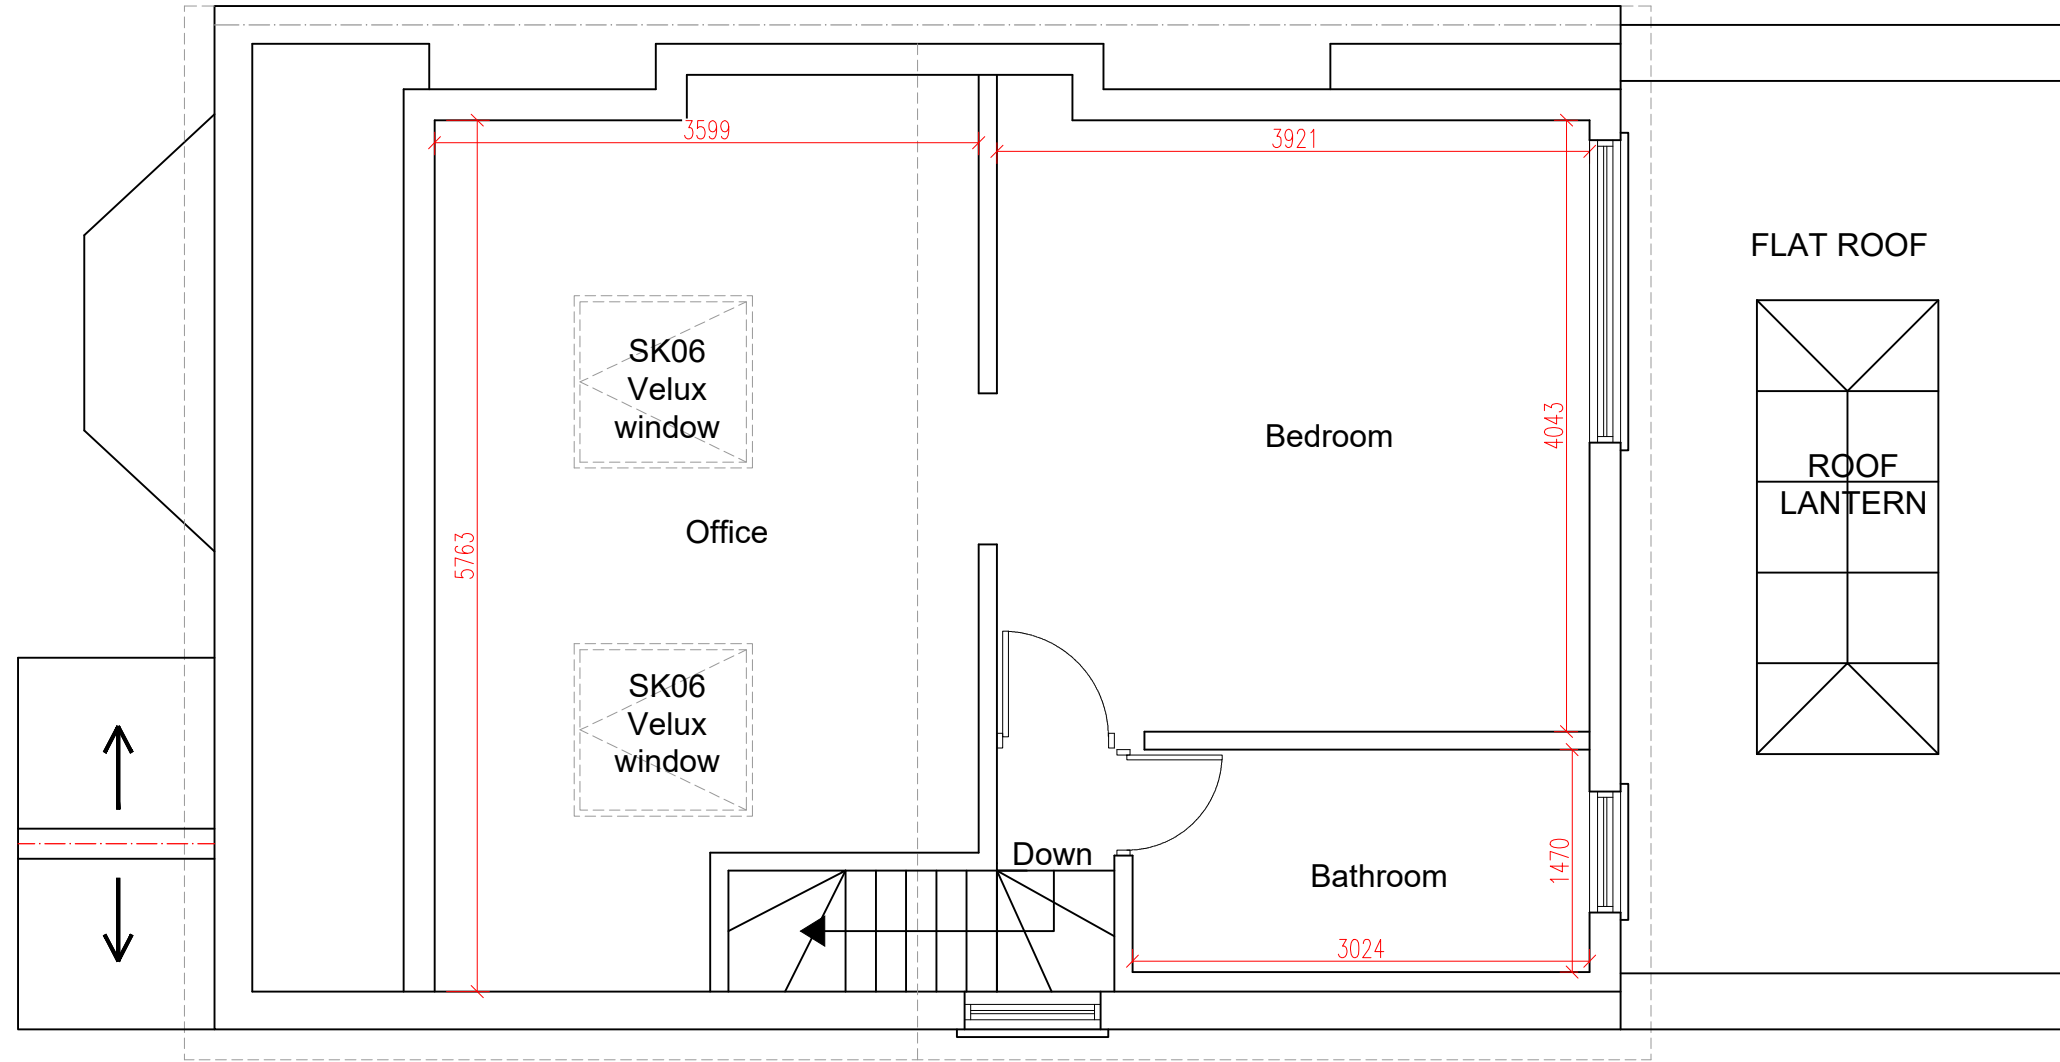 3599
3921
FLAT ROOF
SK06
Velux
window
4043
Bedroom
ROOF
LANTERN
Office
5763
SK06
Velux
window
Down
1470
Bathroom
3024